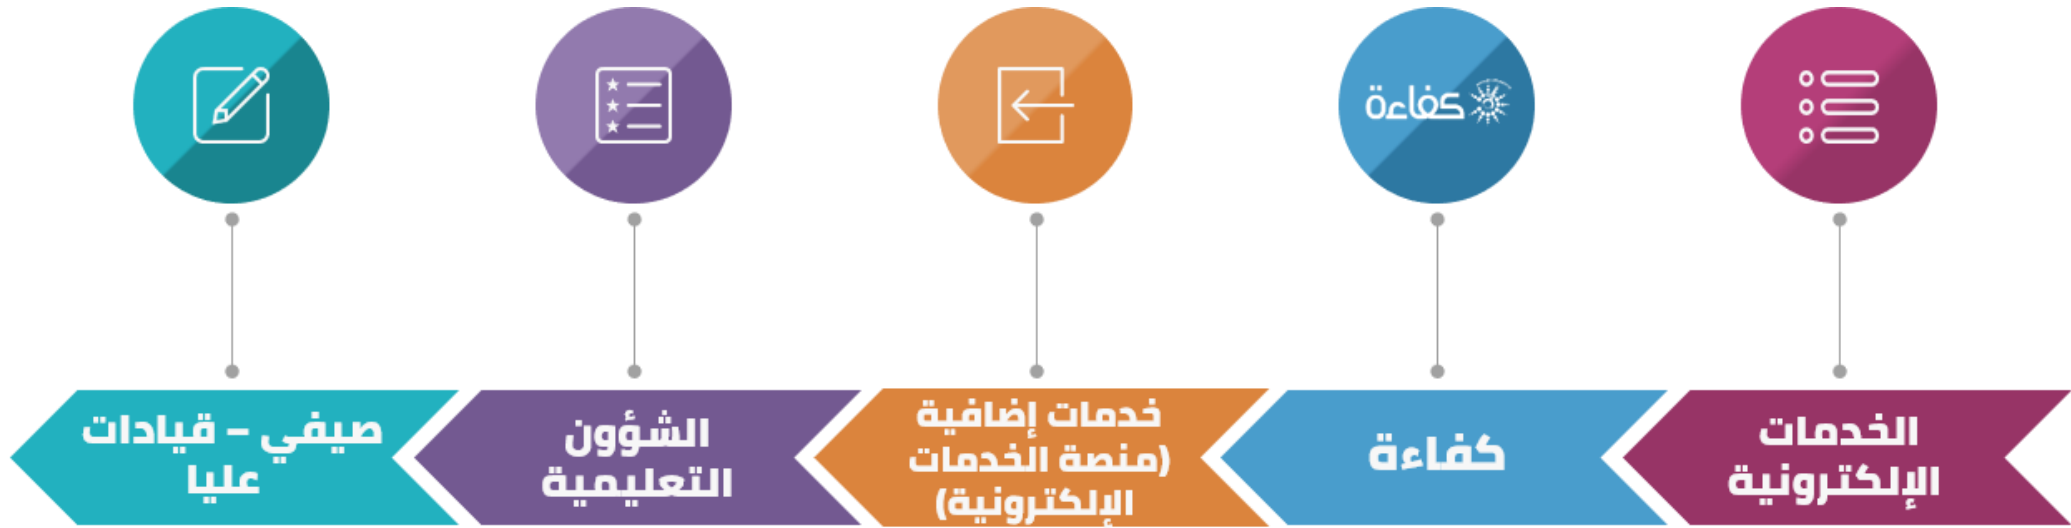 كفاءة
الخدمات
الإلكترونية
كفاءة
خدمات إضافية
(منصة الخدمات
الإلكترونية)
الشؤون
التعليمية
صيفي – قيادات
عليا